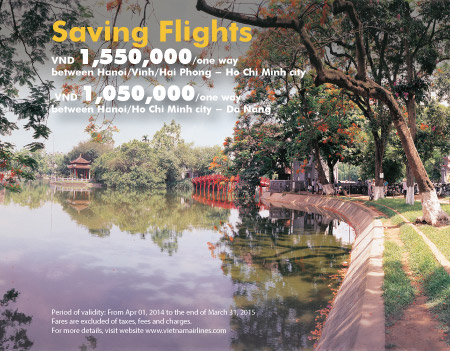 Saving Flights
VND 1,550,000/one way
between Hanoi/Vinh/Hai Phong – Ho Chi Minh city
VND 1,050,000/one way
between Hanoi/Ho Chi Minh city – Da Nang
Period of validity: From Apr 01, 2014 to the end of March 31, 2015
Fares are excluded of taxes, fees and charges.
For more details, visit website www.vietnamairlines.com